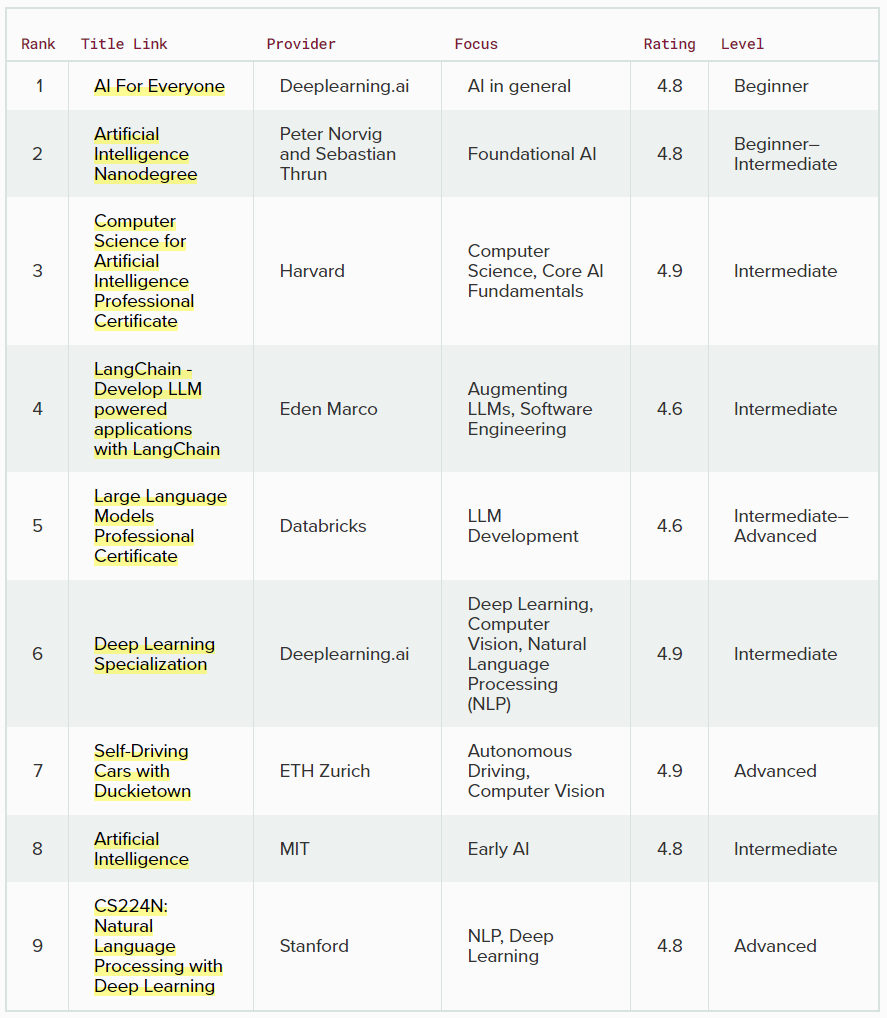 Rank Title Link Provider Focus Rating Level
1 AI For Everyone Deeplearning.ai AI in general 4.8 Beginner
2
Artificial
Intelligence
Nanodegree
Peter Norvig
and Sebastian
Thrun
Foundational AI
4.8
Beginner–
Intermediate
3
Computer
Science for
Artificial
Intelligence
Professional
Certificate
Harvard
Computer
Science, Core AI
Fundamentals
4.9
Intermediate
4
LangChain -
Develop LLM
powered
applications
with LangChain
Eden Marco
Augmenting
LLMs, Software
Engineering
4.6
Intermediate
5
Large Language
Models
Professional
Certificate
Databricks
LLM
Development
4.6
Intermediate–
Advanced
6
Deep Learning
Specialization
Deeplearning.ai
Deep Learning,
Computer
Vision, Natural
Language
Processing
(NLP)
4.9
Intermediate
7
Self-Driving
Cars with
Duckietown
ETH Zurich
Autonomous
Driving,
Computer Vision
4.9
Advanced
8
Artificial
Intelligence
MIT
Early AI
4.8
Intermediate
9
CS224N:
Natural
Language
Processing with
Deep Learning
Stanford
NLP, Deep
Learning
4.8
Advanced